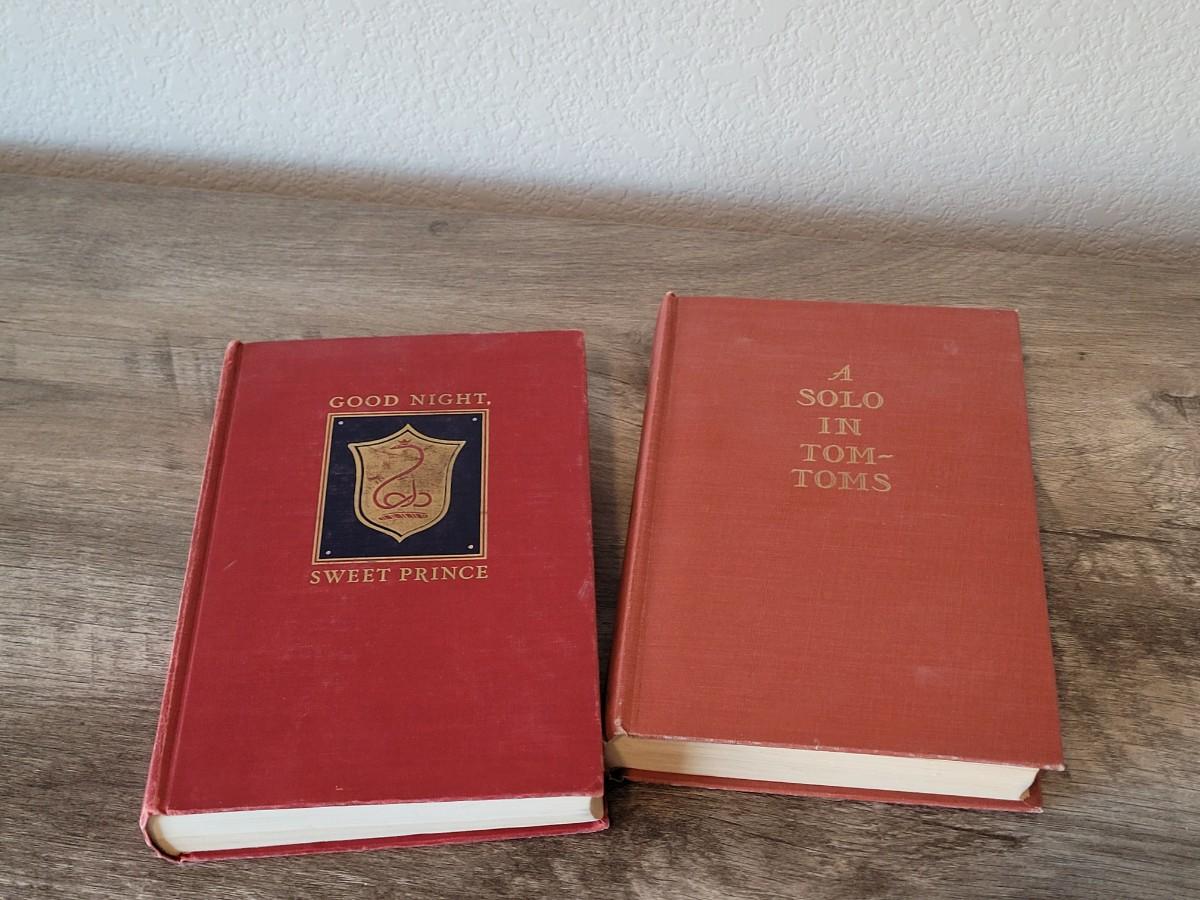 GOOD NIGHT,
SWEET PRINCE
A
SOLO
IN
TOM-
TOMS